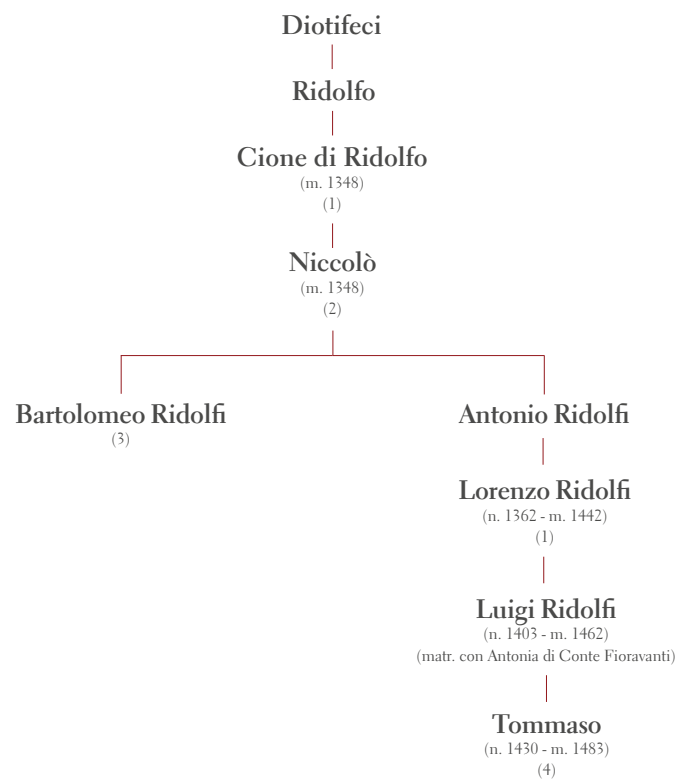 Diotifeci
Ridolfo
Cione di Ridolfo
(m. 1348)
(1)
Niccolò
(m. 1348)
(2)
Bartolomeo Ridolfi
(3)
Antonio Ridolfi
Lorenzo Ridolfi
(n. 1362 - m. 1442)
(1)
Luigi Ridolfi
(n. 1403 - m. 1462)
(matr. con Antonia di Conte Fioravanti)
Tommaso
(n. 1430 - m. 1483)
(4)